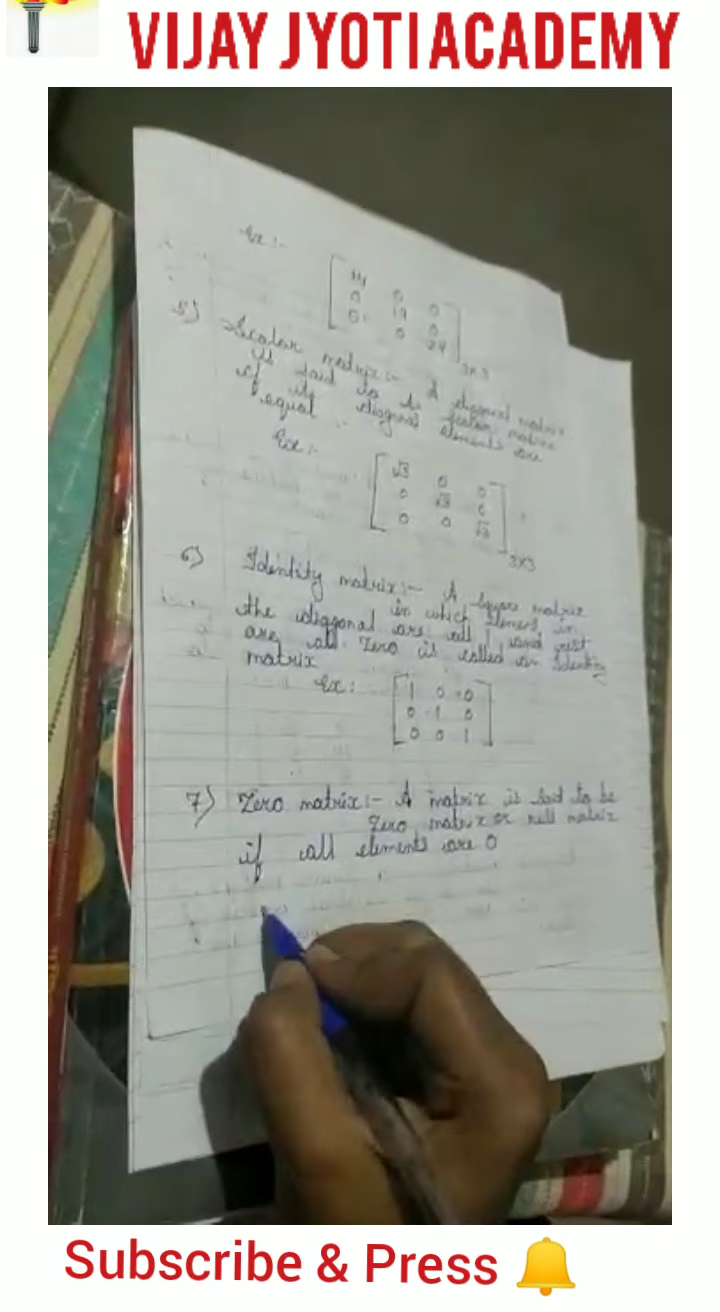 VIJAY JYOTI ACADEMY
Ex :-
0 0
0 19 0
0 0 24
3×3
5) Scalar matrix :- A diagonal matrix
is said to be scalar matrix
if its diagonal elements are
equal .
Ex :-
√3 0 0
0 √3 0
0 0 √3
3×3
6) Identity matrix :- A square matrix
in which element in
the diagonal are all 1 and rest
are all zero is called an Identity
matrix
Ex :
1 0 0
0 1 0
0 0 1
7) Zero matrix :- A matrix is said to be
zero matrix or null matrix
if all elements are 0
Subscribe & Press 🔔